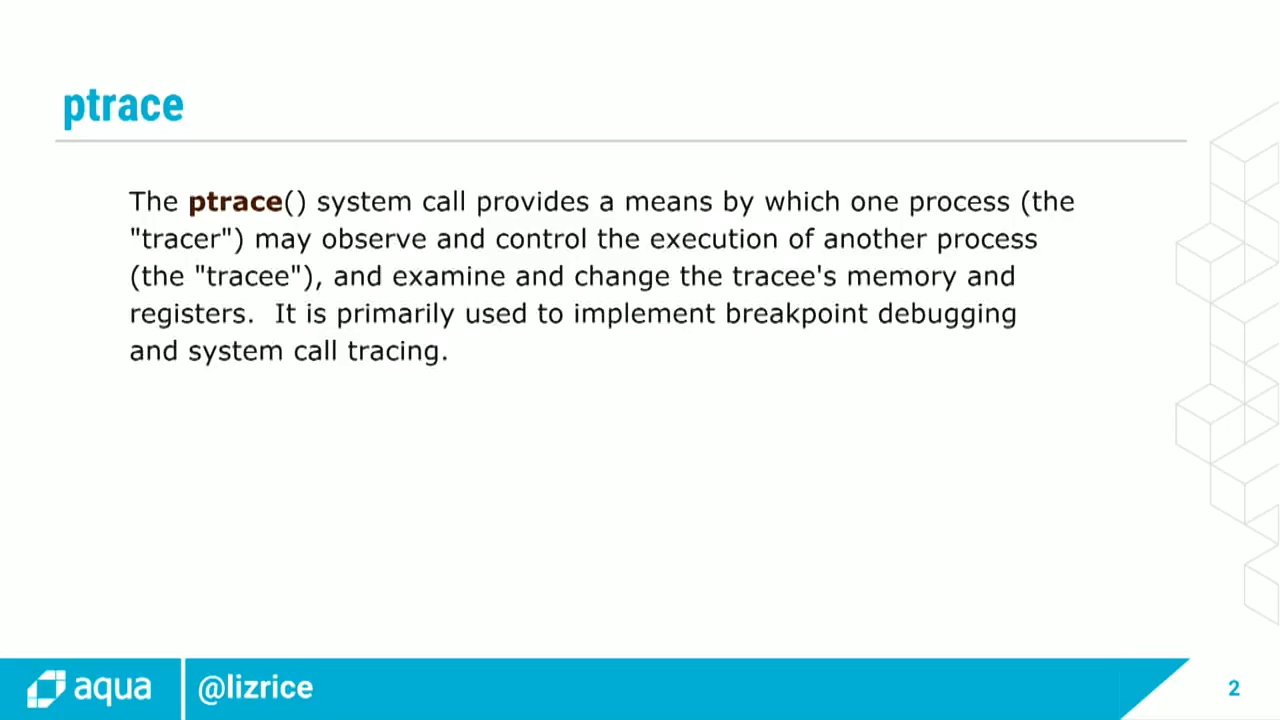 ptrace
The ptrace() system call provides a means by which one process (the
"tracer") may observe and control the execution of another process
(the "tracee"), and examine and change the tracee's memory and
registers.  It is primarily used to implement breakpoint debugging
and system call tracing.
aqua
@lizrice
2